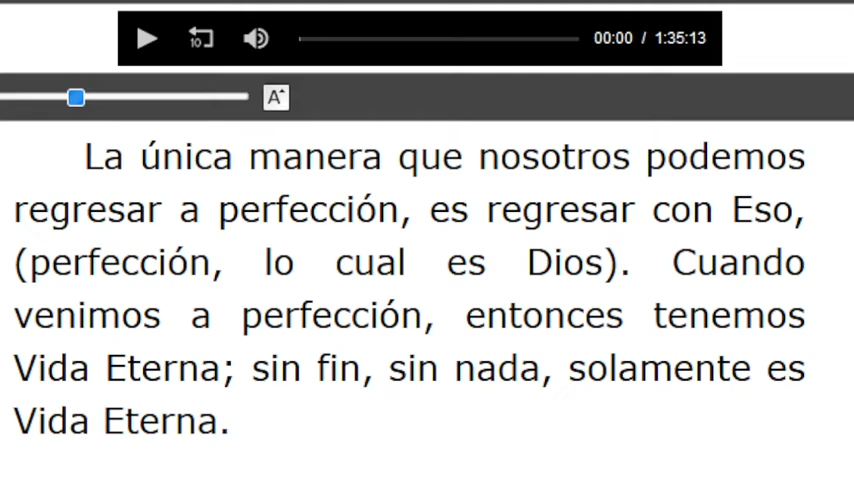 10
00:00 / 1:35:13
A
La única manera que nosotros podemos
regresar a perfección, es regresar con Eso,
(perfección, lo cual es Dios). Cuando
venimos a perfección, entonces tenemos
Vida Eterna; sin fin, sin nada, solamente es
Vida Eterna.